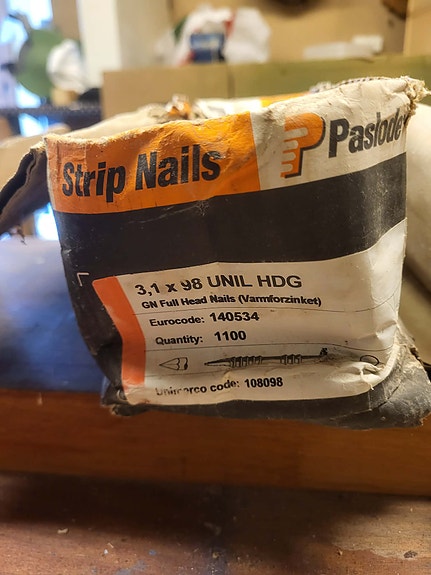 Strip Nails
Paslode
3,1 x 98 UNIL HDG
GN Full Head Nails (Varmforzinket)
Eurocode: 140534
Quantity: 1100
Unimerco code: 108098